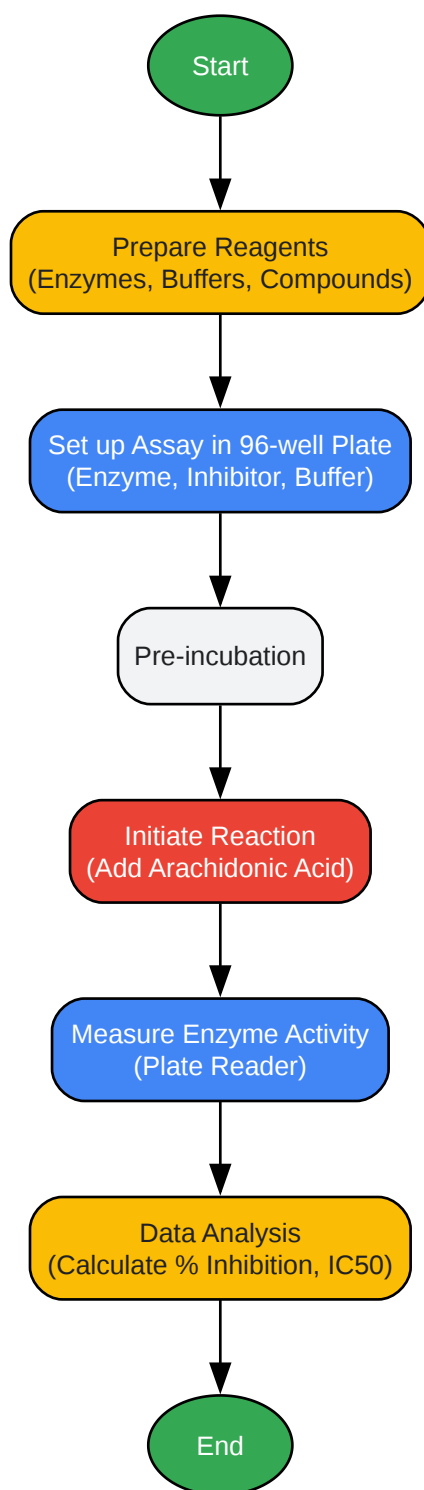 Start
Prepare Reagents
(Enzymes, Buffers, Compounds)
Set up Assay in 96-well Plate
(Enzyme, Inhibitor, Buffer)
Pre-incubation
Initiate Reaction
(Add Arachidonic Acid)
Measure Enzyme Activity
(Plate Reader)
Data Analysis
(Calculate % Inhibition, IC50)
End